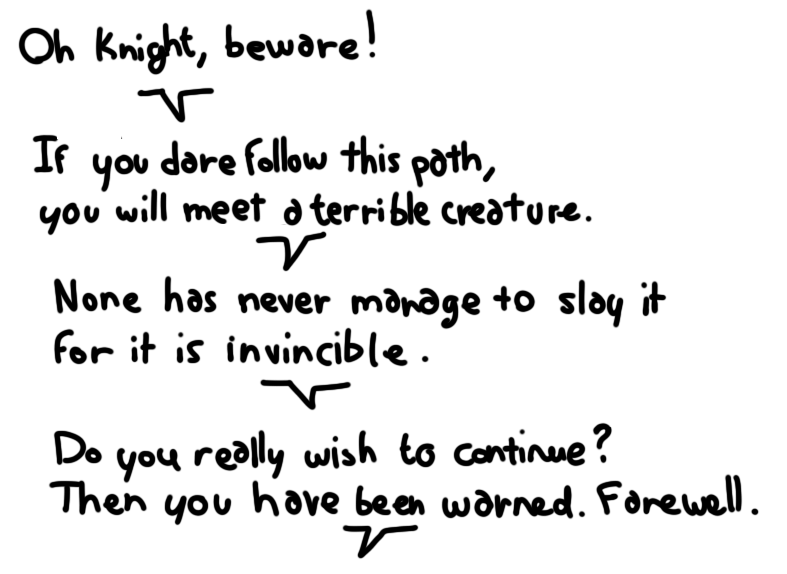 Oh Knight, beware!
If you dare follow this path,
you will meet a terrible creature.
None has never manage to slay it
for it is invincible.
Do you really wish to continue?
Then you have been warned. Farewell.